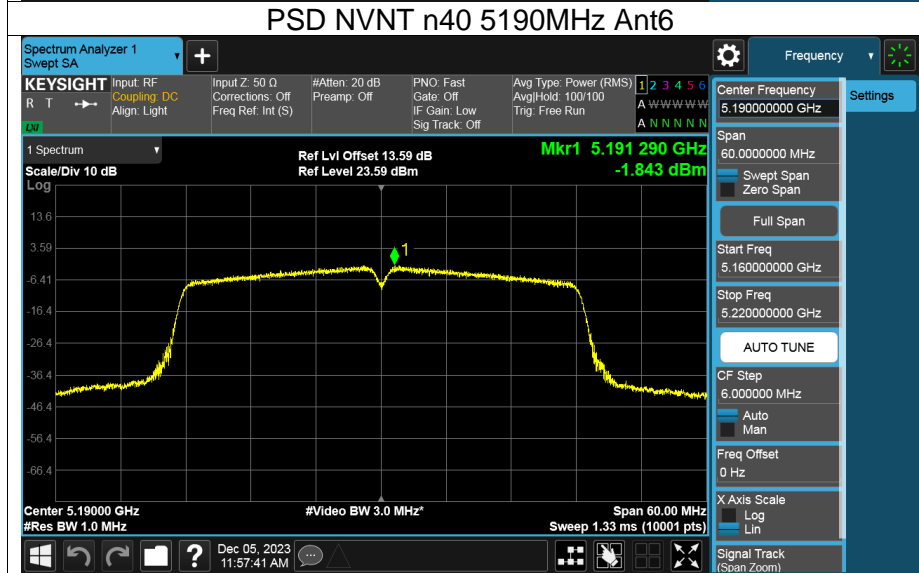 PSD NVNT n40 5190MHz Ant6
Spectrum Analyzer 1
Swept SA
+
Frequency
KEYSIGHT
R T
LXI
Input: RF
Coupling: DC
Align: Light
Input Z: 50 Ω
Corrections: Off
Freq Ref: Int (S)
#Atten: 20 dB
Preamp: Off
PNO: Fast
Gate: Off
IF Gain: Low
Sig Track: Off
Avg Type: Power (RMS)
Avg|Hold: 100/100
Trig: Free Run
1 2 3 4 5 6
A W W W W W
A N N N N N
Center Frequency
5.190000000 GHz
Settings
Span
60.0000000 MHz
Swept Span
Zero Span
Full Span
Start Freq
5.160000000 GHz
Stop Freq
5.220000000 GHz
AUTO TUNE
CF Step
6.000000 MHz
Auto
Man
Freq Offset
0 Hz
X Axis Scale
Log
Lin
Signal Track
(Span Zoom)
1 Spectrum
Scale/Div 10 dB
Log
Ref Lvl Offset 13.59 dB
Ref Level 23.59 dBm
Mkr1 5.191 290 GHz
-1.843 dBm
13.6
3.59
-6.41
-16.4
-26.4
-36.4
-46.4
-56.4
-66.4
1
Center 5.19000 GHz
#Res BW 1.0 MHz
#Video BW 3.0 MHz*
Span 60.00 MHz
Sweep 1.33 ms (10001 pts)
?
Dec 05, 2023
11:57:41 AM